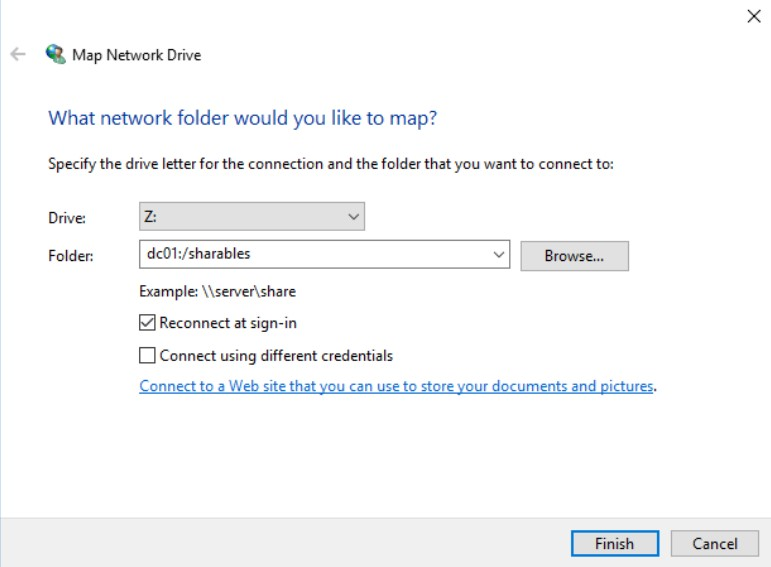 Map Network Drive
What network folder would you like to map?
Specify the drive letter for the connection and the folder that you want to connect to:
Drive: Z:
Folder: dc01:/sharables Browse...
Example: \\server\share
Reconnect at sign-in
Connect using different credentials
Connect to a Web site that you can use to store your documents and pictures.
Finish Cancel